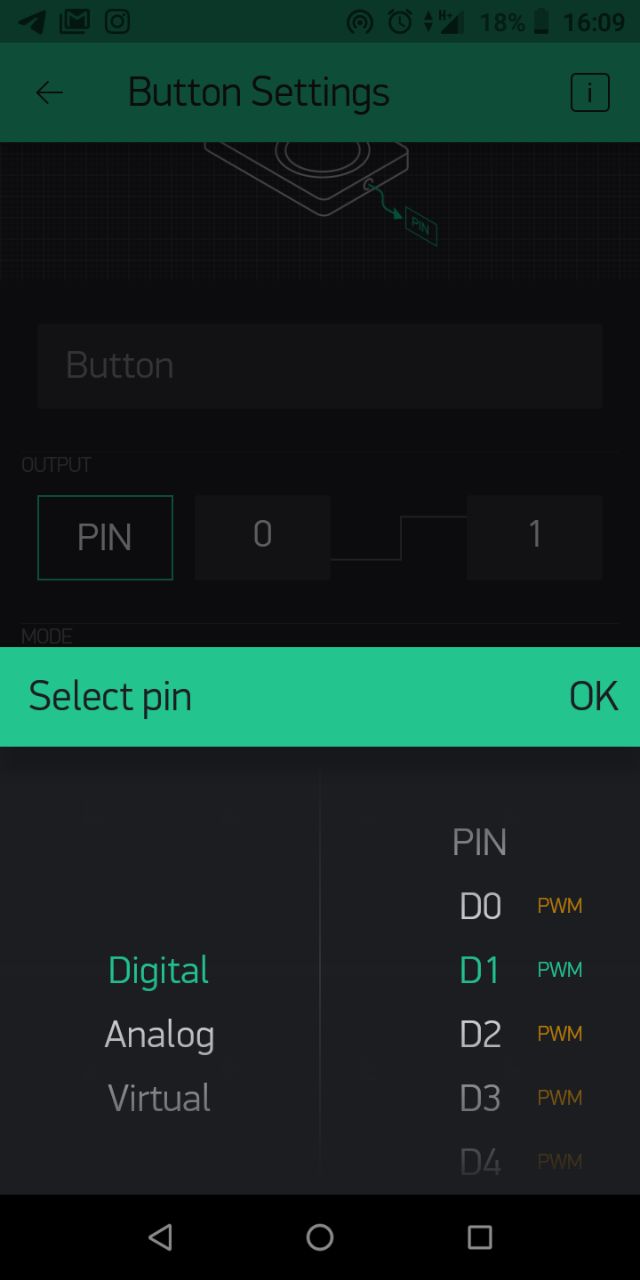 H+ 18% 16:09
Button Settings i
PIN
Button
OUTPUT
PIN 0 1
MODE
Select pin OK
PIN
D0 PWM
Digital D1 PWM
Analog D2 PWM
Virtual D3 PWM
D4 PWM